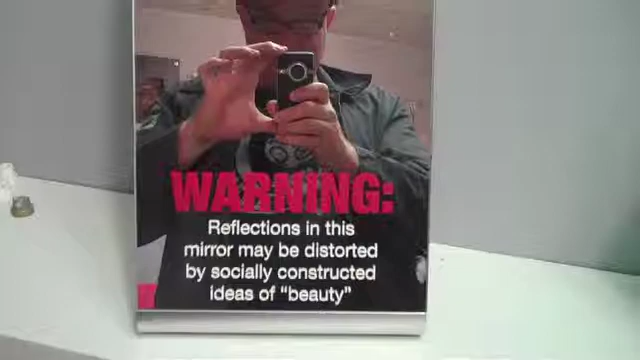 WARNING:
Reflections in this
mirror may be distorted
by socially constructed
ideas of “beauty”